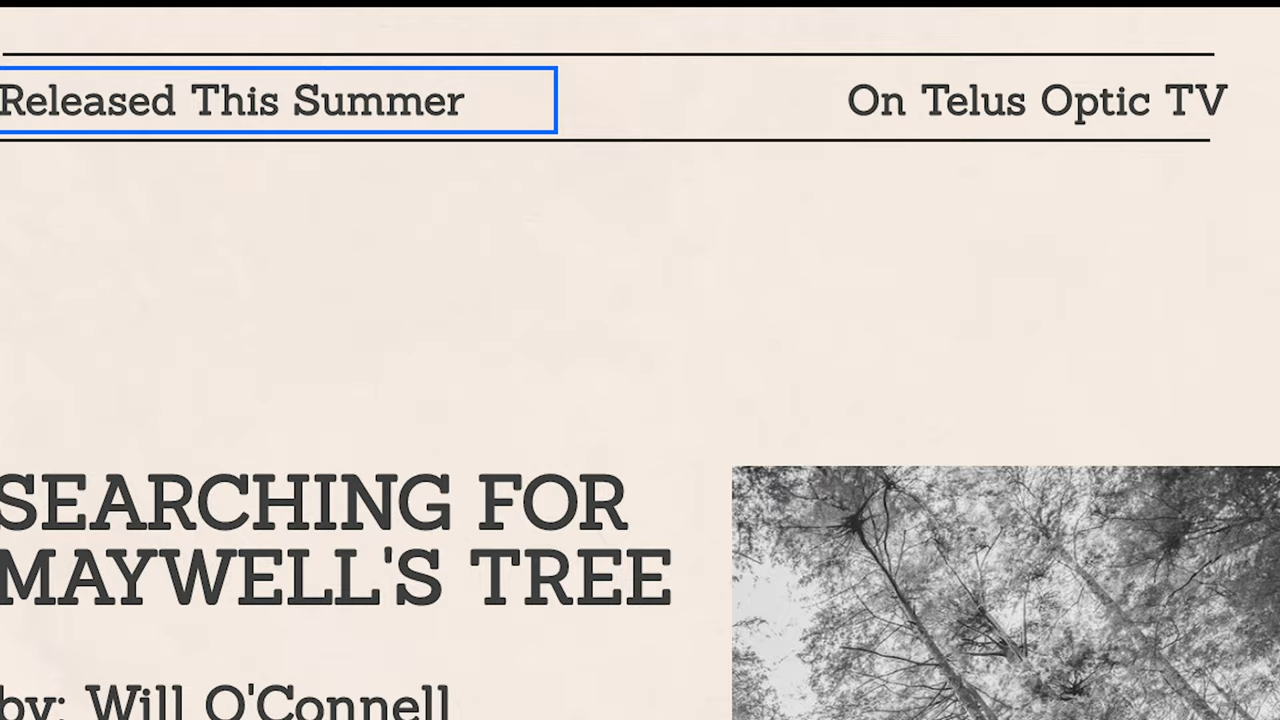 Released This Summer
On Telus Optic TV
SEARCHING FOR
MAYWELL'S TREE
by: Will O'Connell